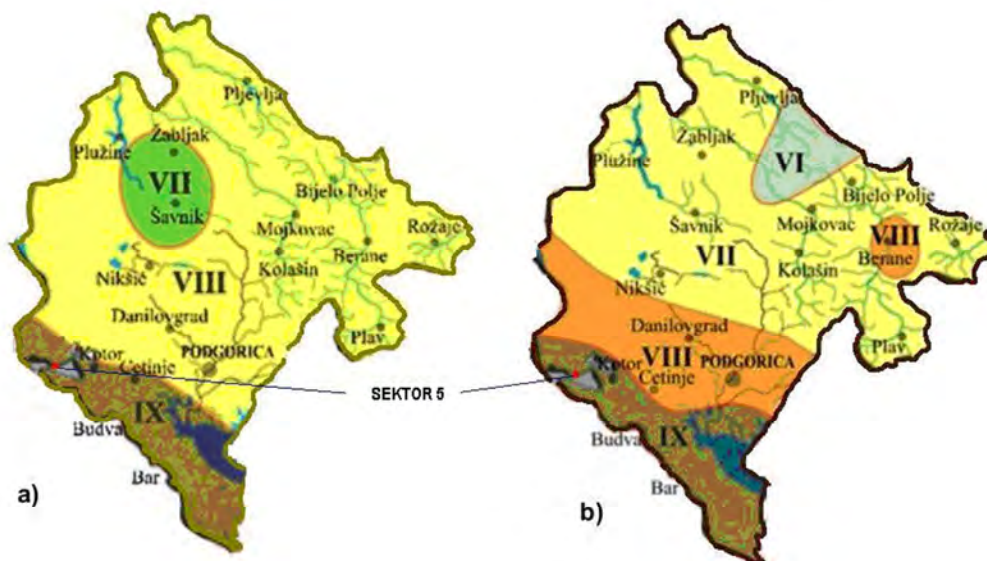 Pljevlja
Žabljak
Plužine
VII
Šavnik
Bijelo Polje
Mojkovac
Rožaje
Berane
Kolašin
Nikšić
VIII
Danilovgrad
Plav
PODGORICA
Kotor
Cetinje
IX
Budva
Bar
a)
SEKTOR 5
Pljevlja
Žabljak
Plužine
VI
Bijelo Polje
Šavnik
Mojkovac
VIII
Rožaje
Berane
VII
Kolašin
Nikšić
Danilovgrad
Plav
VIII
PODGORICA
Kotor
Cetinje
IX
Budva
Bar
b)